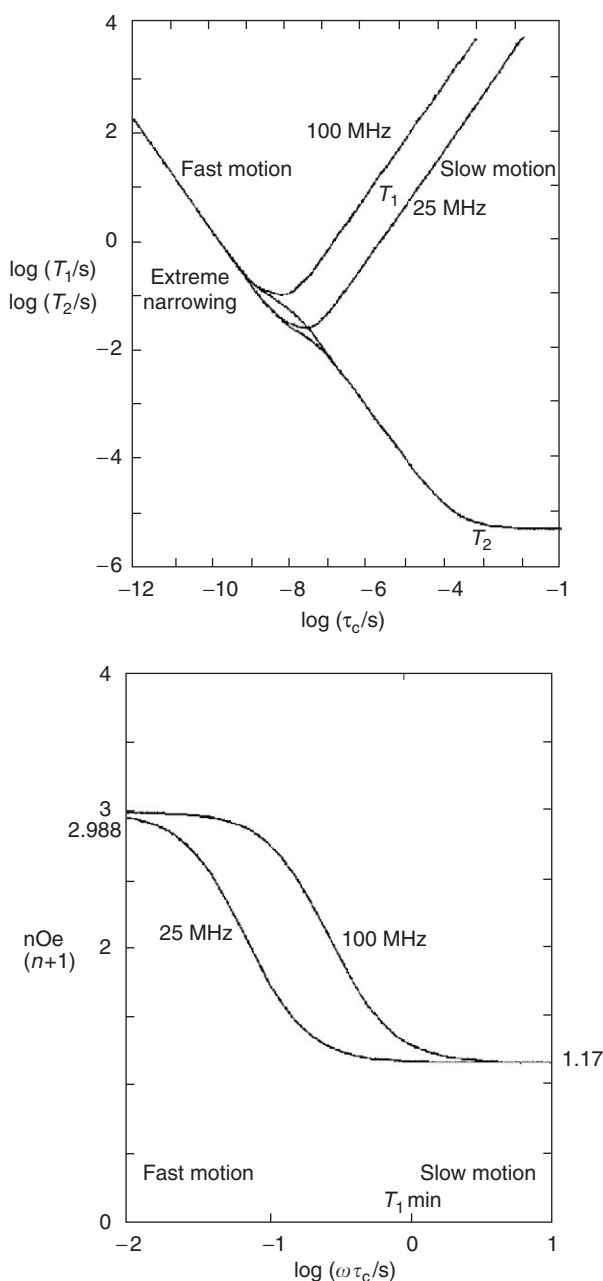 4
2
0
−2
−4
−6
log (T1/s)
log (T2/s)
100 MHz
Fast motion
Slow motion
T1
25 MHz
Extreme
narrowing
T2
−12
−10
−8
−6
−4
−1
log (τc/s)
4
3
2.988
2
nOe
(n+1)
0
25 MHz
100 MHz
1.17
Fast motion
Slow motion
T1 min
−2
−1
0
1
log (ωτc/s)